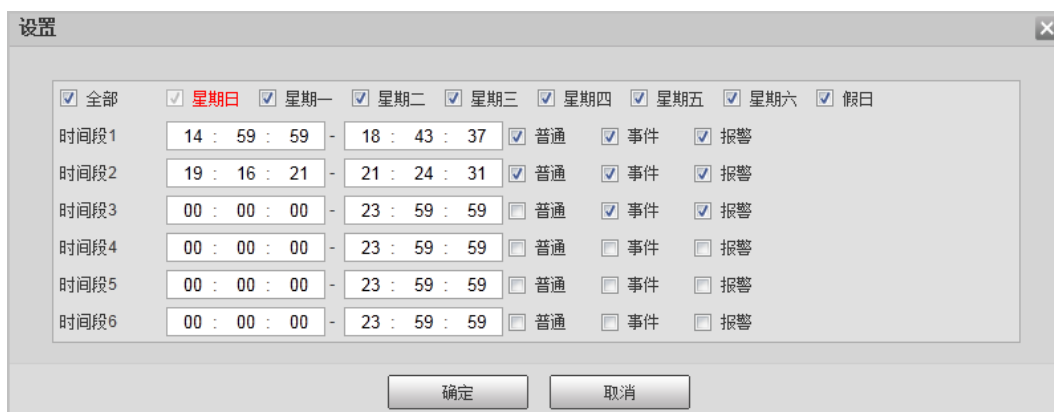 设置
全部 星期日 星期一 星期二 星期三 星期四 星期五 星期六 假日
时间段1 14 : 59 : 59 - 18 : 43 : 37 普通 事件 报警
时间段2 19 : 16 : 21 - 21 : 24 : 31 普通 事件 报警
时间段3 00 : 00 : 00 - 23 : 59 : 59 普通 事件 报警
时间段4 00 : 00 : 00 - 23 : 59 : 59 普通 事件 报警
时间段5 00 : 00 : 00 - 23 : 59 : 59 普通 事件 报警
时间段6 00 : 00 : 00 - 23 : 59 : 59 普通 事件 报警
确定 取消